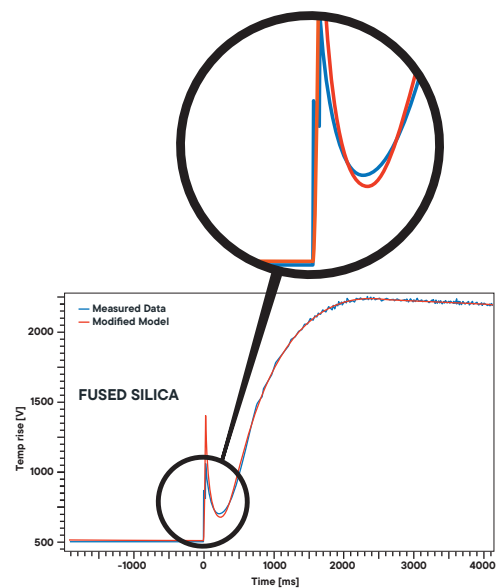 Measured Data
Modified Model
FUSED SILICA
Temp rise [V]
2000
1500
1000
500
-1000
0
1000
2000
3000
4000
Time [ms]